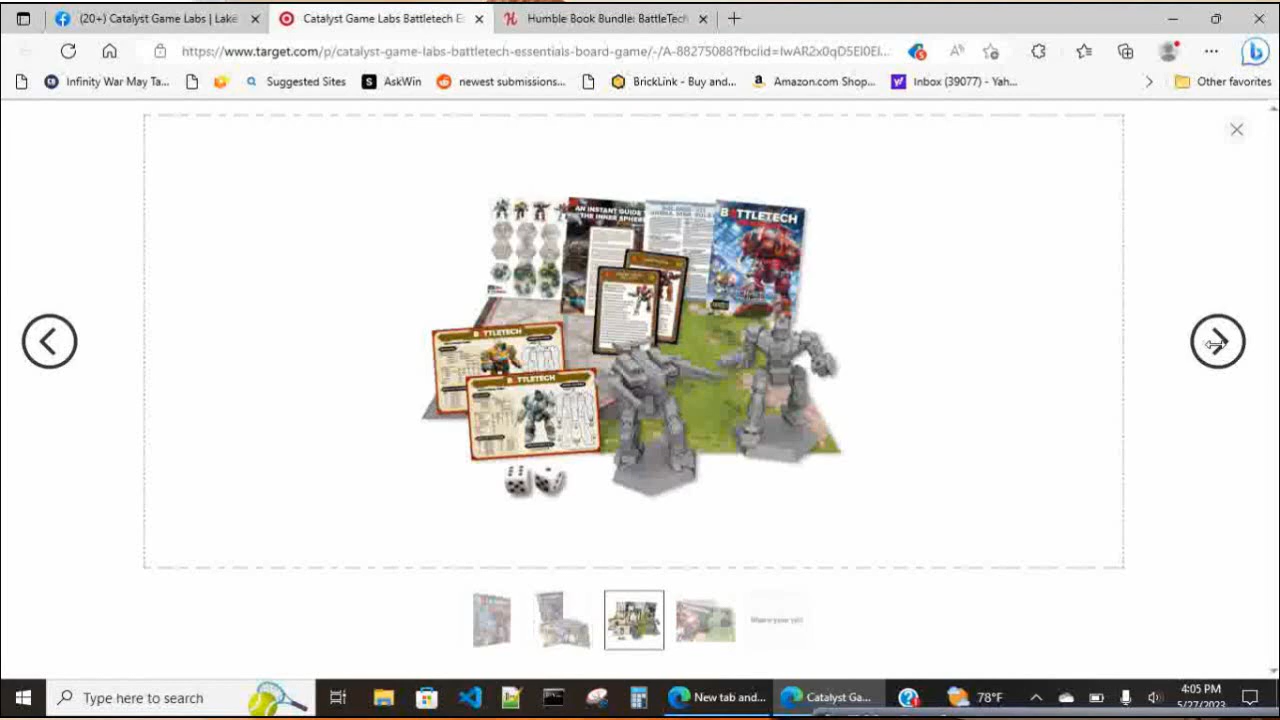 (20+) Catalyst Game Labs | Lake
Catalyst Game Labs Battletech E
Humble Book Bundle: BattleTech
https://www.target.com/p/catalyst-game-labs-battletech-essentials-board-game/-/A-88275088?fbclid=IwAR2x0qD5El0El...
Infinity War May Ta...
Suggested Sites
AskWin
newest submissions...
BrickLink - Buy and...
Amazon.com Shop...
Inbox (39077) - Yah...
Other favorites
AN INSTANT GUIDE
THE INNER SPHERE
BATTLETECH
BATTLETECH
BATTLETECH
Share your
Type here to search
New tab and...
Catalyst Ga...
78°F
4:05 PM
5/27/2023